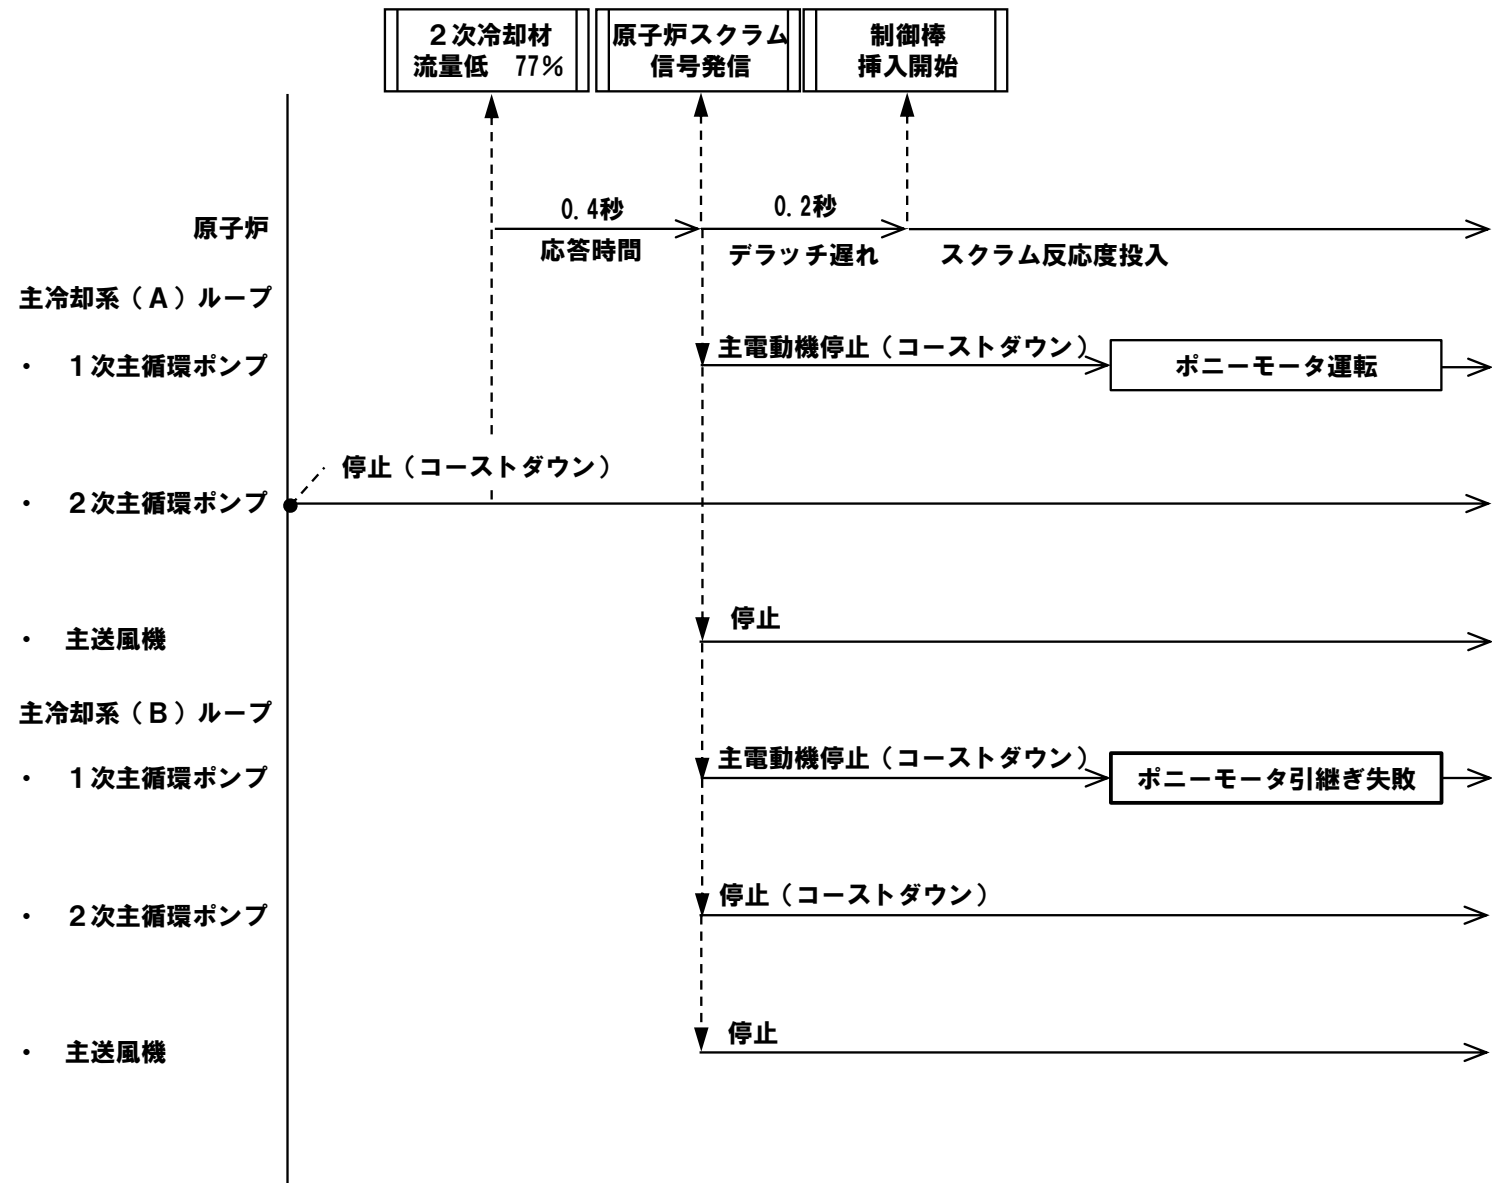 ２次冷却材
流量低　77％
原子炉スクラム
信号発信
制御棒
挿入開始
0.4秒
0.2秒
原子炉
応答時間
デラッチ遅れ
スクラム反応度投入
主冷却系（Ａ）ループ
主電動機停止（コーストダウン）
・　１次主循環ポンプ
ポニーモータ運転
停止（コーストダウン）
・　２次主循環ポンプ
停止
・　主送風機
主冷却系（Ｂ）ループ
主電動機停止（コーストダウン）
・　１次主循環ポンプ
ポニーモータ引継ぎ失敗
停止（コーストダウン）
・　２次主循環ポンプ
停止
・　主送風機